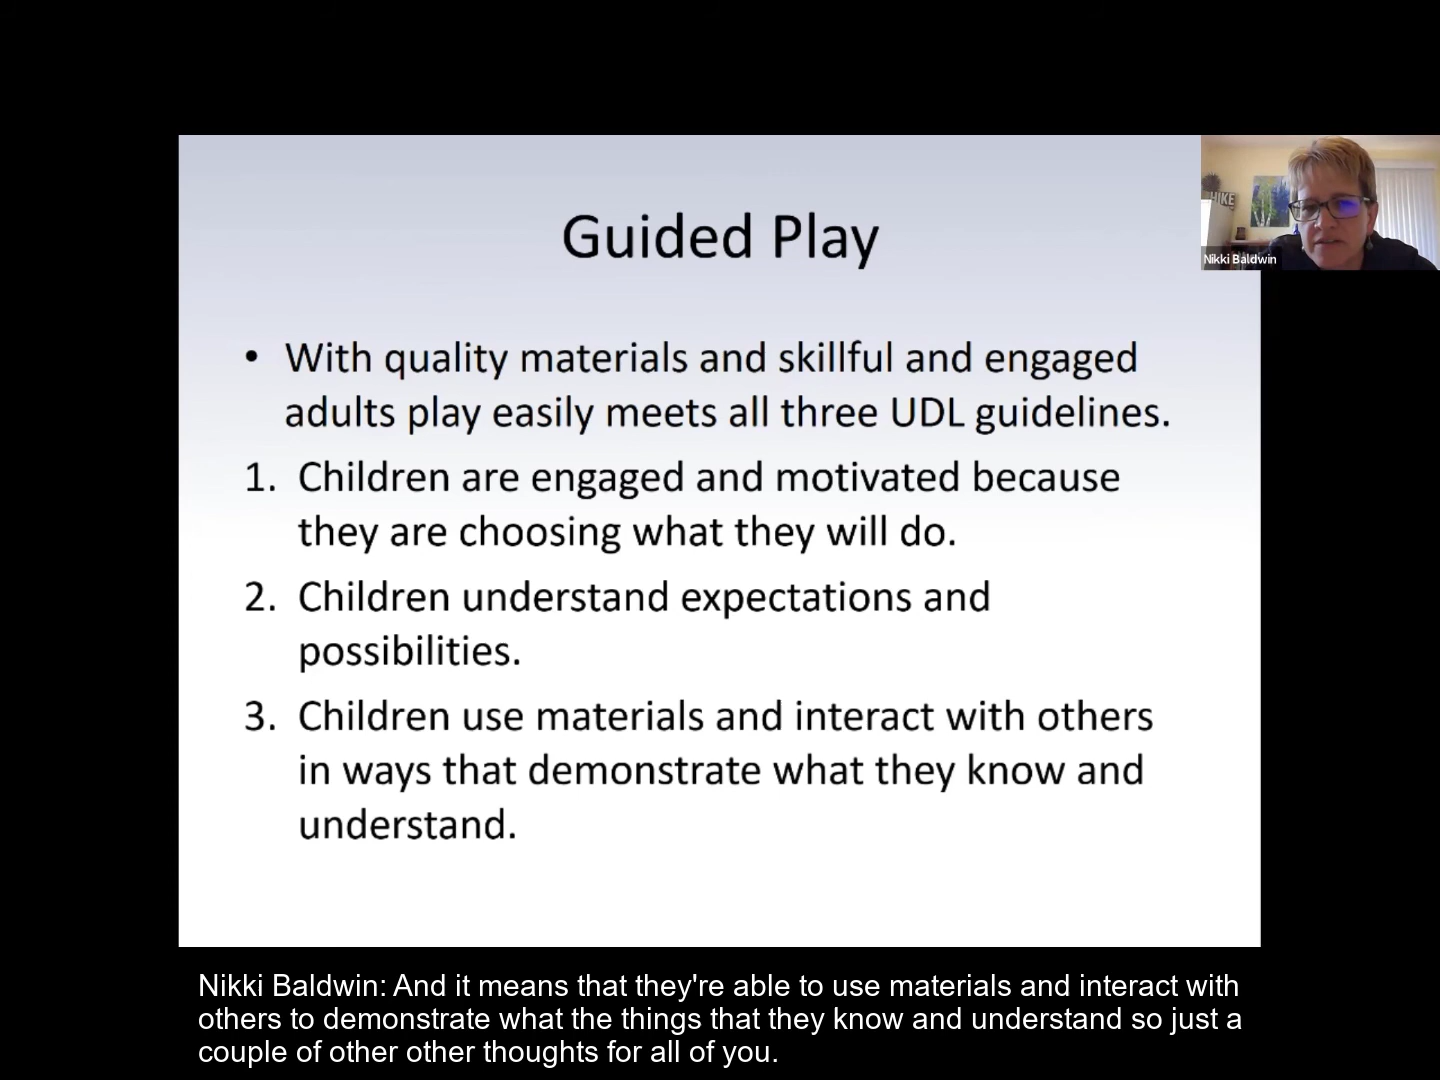 Guided Play
• With quality materials and skillful and engaged
adults play easily meets all three UDL guidelines.
1. Children are engaged and motivated because
they are choosing what they will do.
2. Children understand expectations and
possibilities.
3. Children use materials and interact with others
in ways that demonstrate what they know and
understand.
HIKE
Nikki Baldwin
Nikki Baldwin: And it means that they're able to use materials and interact with
others to demonstrate what the things that they know and understand so just a
couple of other other thoughts for all of you.